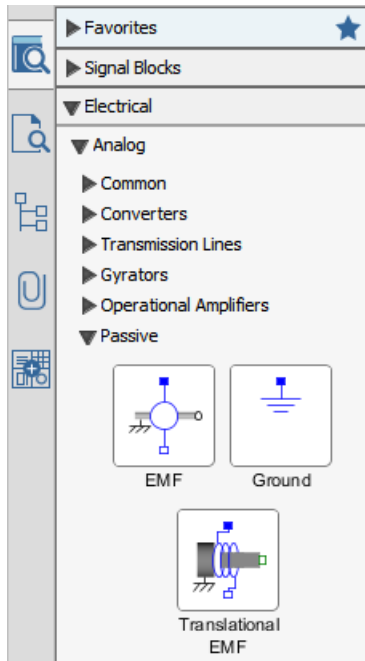 Favorites
Signal Blocks
Electrical
Analog
Common
Converters
Transmission Lines
Gyrators
Operational Amplifiers
Passive
EMF
Ground
Translational
EMF